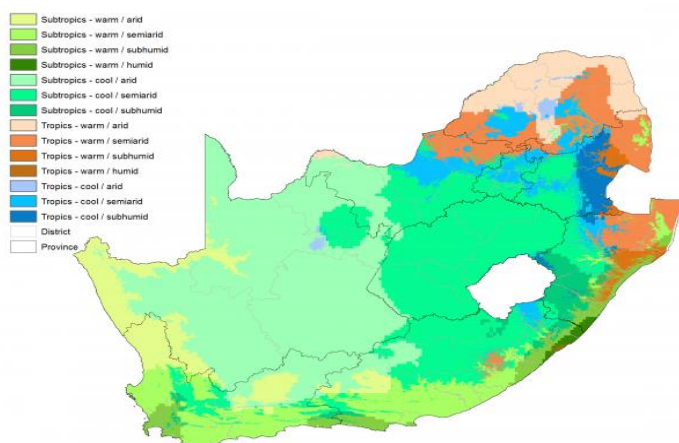 Subtropics - warm / arid
Subtropics - warm / semiarid
Subtropics - warm / subhumid
Subtropics - warm / humid
Subtropics - cool / arid
Subtropics - cool / semiarid
Subtropics - cool / subhumid
Tropics - warm / arid
Tropics - warm / semiarid
Tropics - warm / subhumid
Tropics - warm / humid
Tropics - cool / arid
Tropics - cool / semiarid
Tropics - cool / subhumid
District
Province